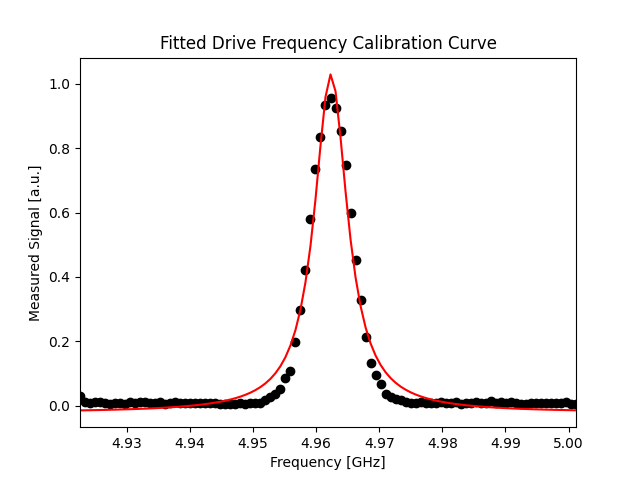 Fitted Drive Frequency Calibration Curve
Measured Signal [a.u.]
1.0
0.8
0.6
0.4
0.2
0.0
4.93 4.94 4.95 4.96 4.97 4.98 4.99 5.00
Frequency [GHz]